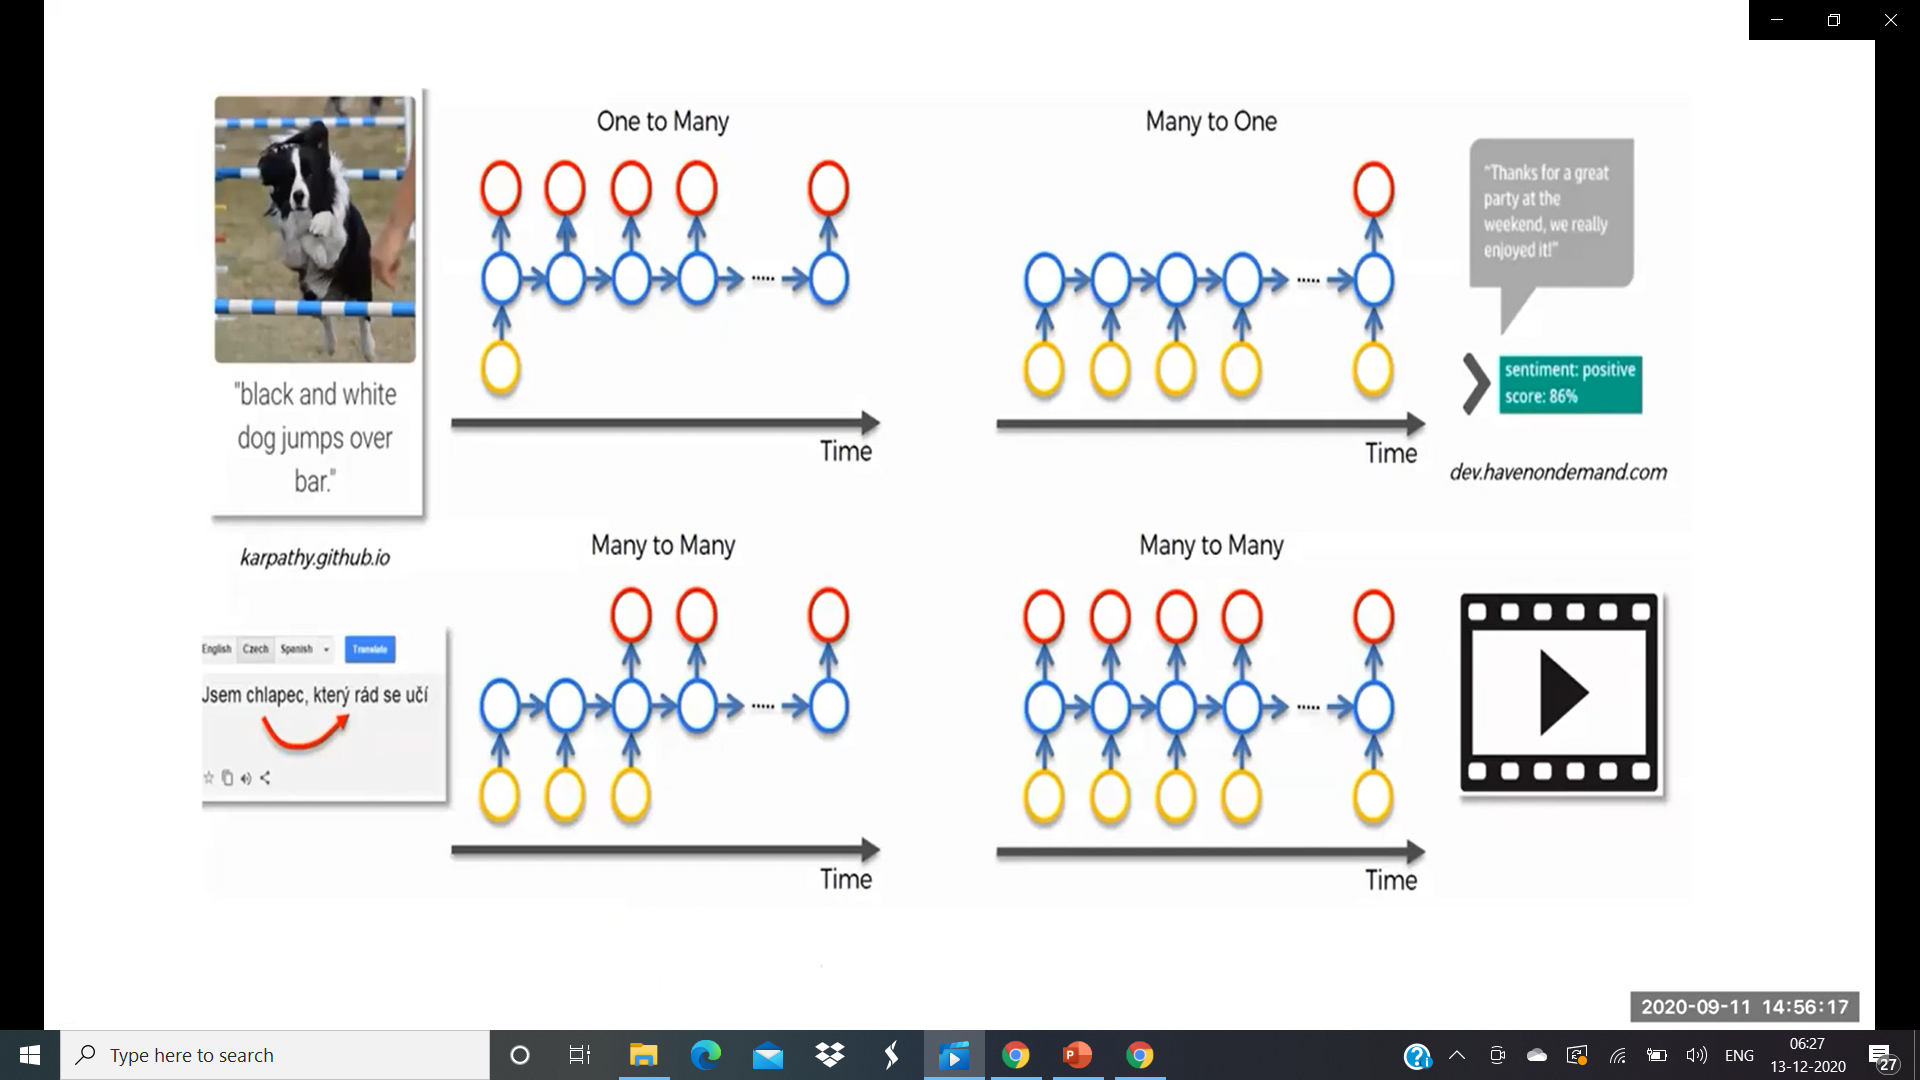 One to Many
Many to One
"Thanks for a great
party at the
weekend, we really
enjoyed it!"
"black and white
dog jumps over
bar."
sentiment: positive
score: 86%
.....
.....
Time
Time
dev.havenondemand.com
karpathy.github.io
Many to Many
Many to Many
English Czech Spanish Translate
Jsem chlapec, který rád se učí
.....
.....
Time
Time
2020-09-11 14:56:17
Type here to search
ENG
06:27
13-12-2020
27